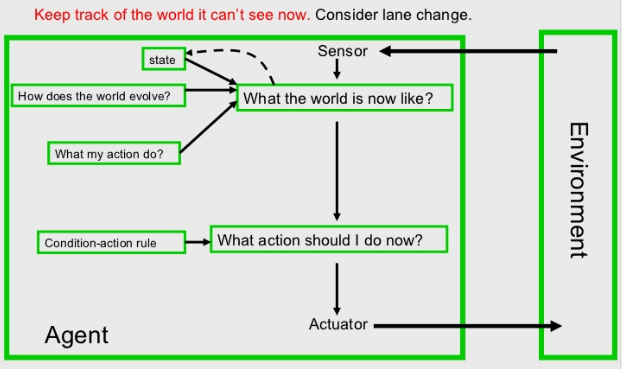 Keep track of the world it can't see now. Consider lane change.
Sensor
state
How does the world evolve?
What the world is now like?
What my action do?
Condition-action rule
What action should I do now?
Actuator
Agent
Environment